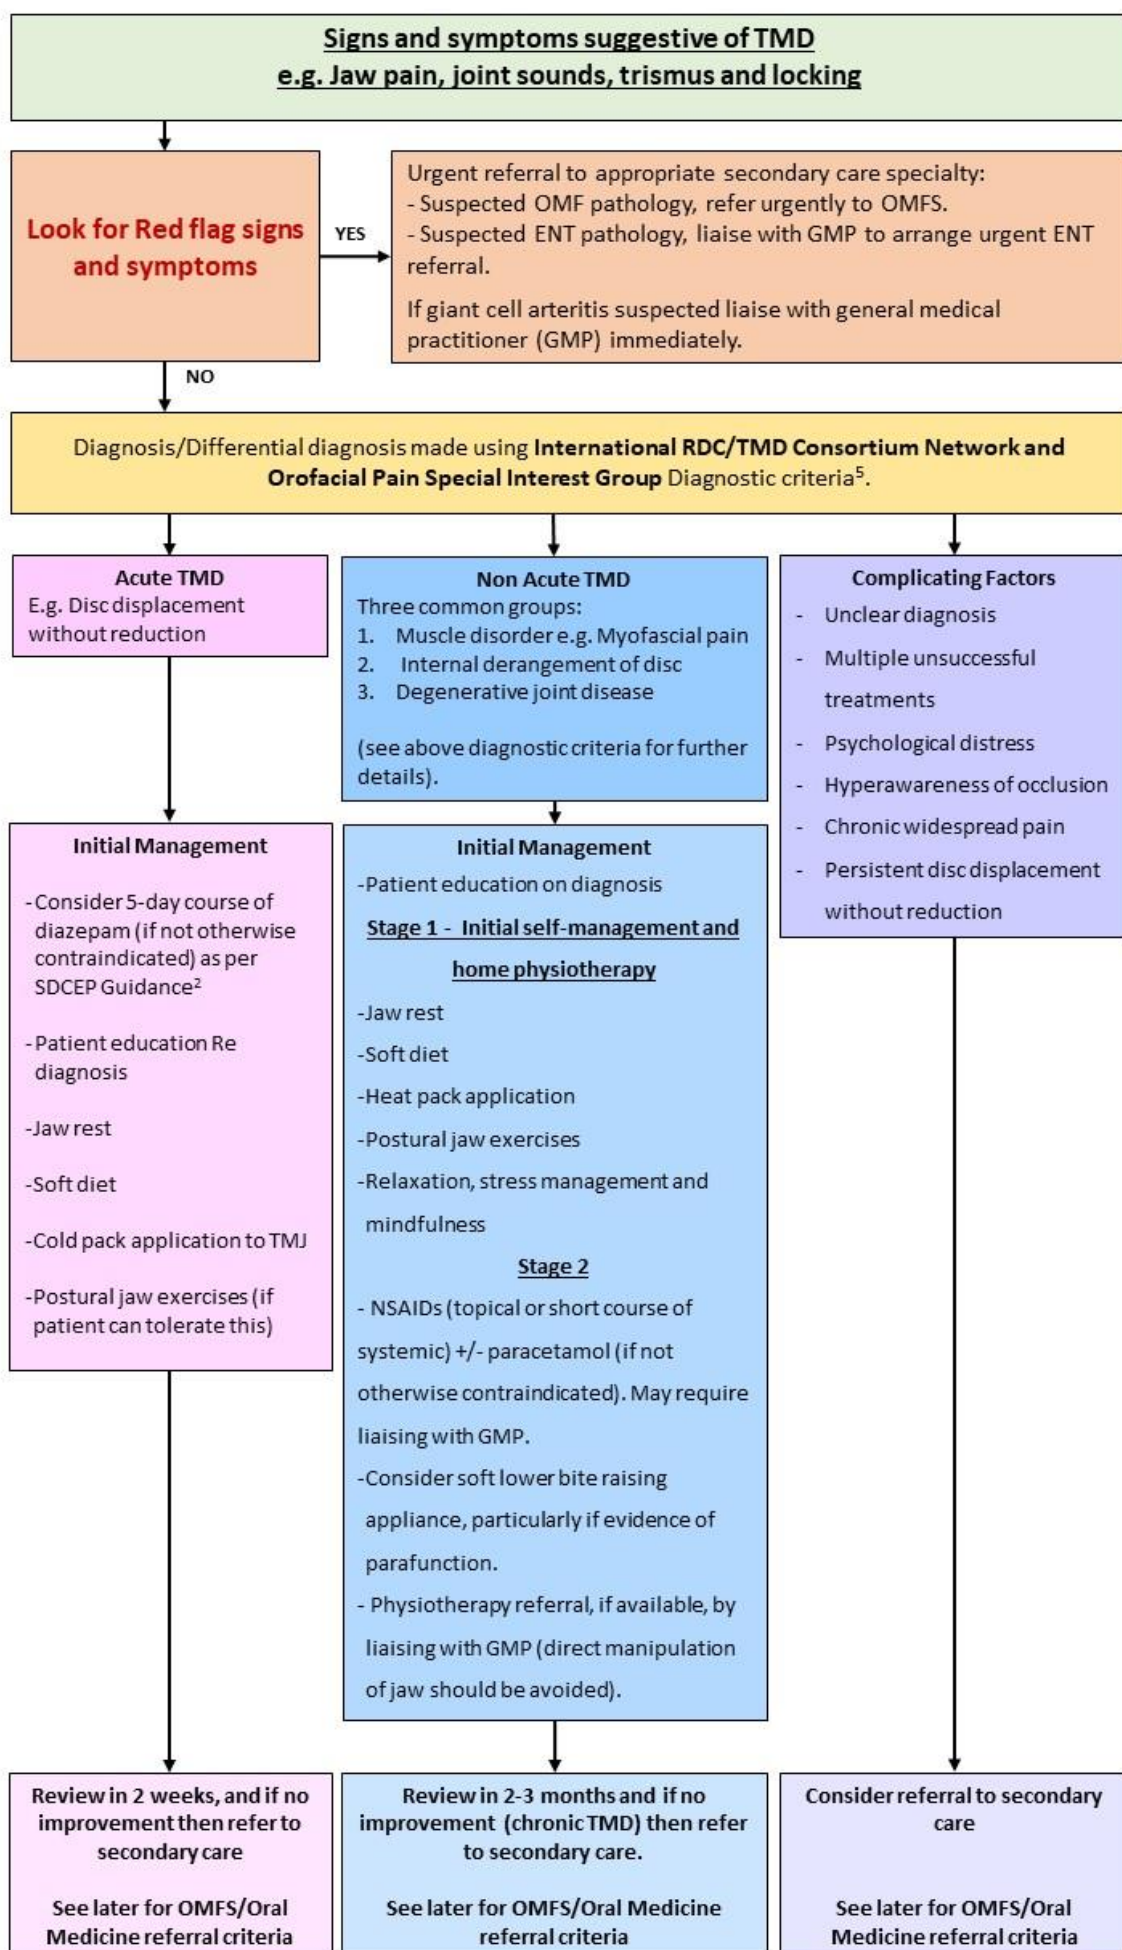 Signs and symptoms suggestive of TMD
e.g. Jaw pain, joint sounds, trismus and locking
Look for Red flag signs
and symptoms
YES
Urgent referral to appropriate secondary care specialty:
- Suspected OMF pathology, refer urgently to OMFS.
- Suspected ENT pathology, liaise with GMP to arrange urgent ENT
referral.
If giant cell arteritis suspected liaise with general medical
practitioner (GMP) immediately.
NO
Diagnosis/Differential diagnosis made using International RDC/TMD Consortium Network and
Orofacial Pain Special Interest Group Diagnostic criteria⁵.
Acute TMD
E.g. Disc displacement
without reduction
Non Acute TMD
Three common groups:
1. Muscle disorder e.g. Myofascial pain
2. Internal derangement of disc
3. Degenerative joint disease
(see above diagnostic criteria for further
details).
Complicating Factors
- Unclear diagnosis
- Multiple unsuccessful
treatments
- Psychological distress
- Hyperawareness of occlusion
- Chronic widespread pain
- Persistent disc displacement
without reduction
Initial Management
-Consider 5-day course of
diazepam (if not otherwise
contraindicated) as per
SDCEP Guidance²
-Patient education Re
diagnosis
-Jaw rest
-Soft diet
-Cold pack application to TMJ
-Postural jaw exercises (if
patient can tolerate this)
Initial Management
-Patient education on diagnosis
Stage 1 - Initial self-management and
home physiotherapy
-Jaw rest
-Soft diet
-Heat pack application
-Postural jaw exercises
-Relaxation, stress management and
mindfulness
Stage 2
- NSAIDs (topical or short course of
systemic) +/- paracetamol (if not
otherwise contraindicated). May require
liaising with GMP.
-Consider soft lower bite raising
appliance, particularly if evidence of
parafunction.
- Physiotherapy referral, if available, by
liaising with GMP (direct manipulation
of jaw should be avoided).
Review in 2 weeks, and if no
improvement then refer to
secondary care
See later for OMFS/Oral
Medicine referral criteria
Review in 2-3 months and if no
improvement (chronic TMD) then refer
to secondary care.
See later for OMFS/Oral Medicine
referral criteria
Consider referral to secondary
care
See later for OMFS/Oral
Medicine referral criteria